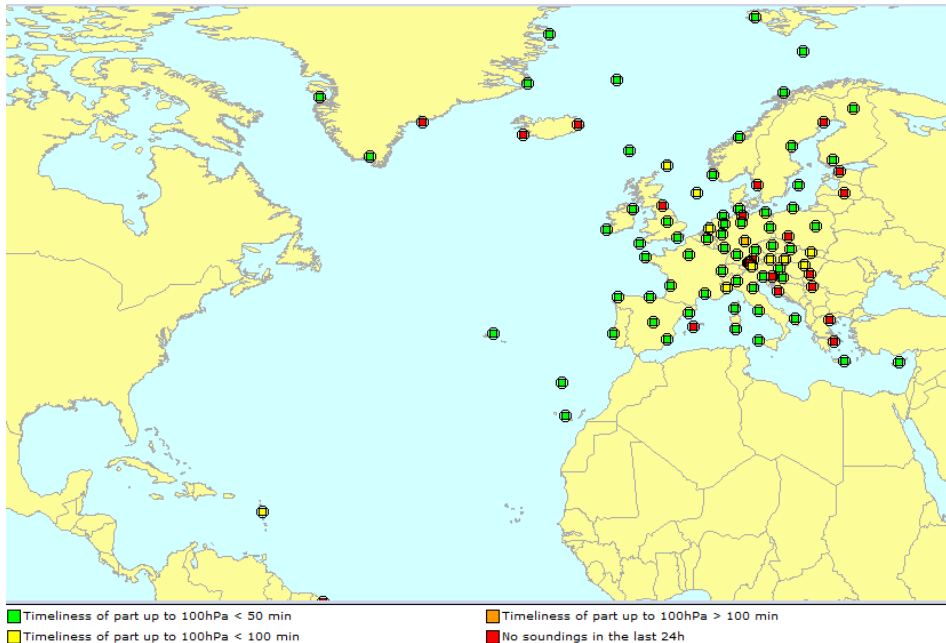 Timeliness of part up to 100hPa < 50 min
Timeliness of part up to 100hPa > 100 min
Timeliness of part up to 100hPa < 100 min
No soundings in the last 24h